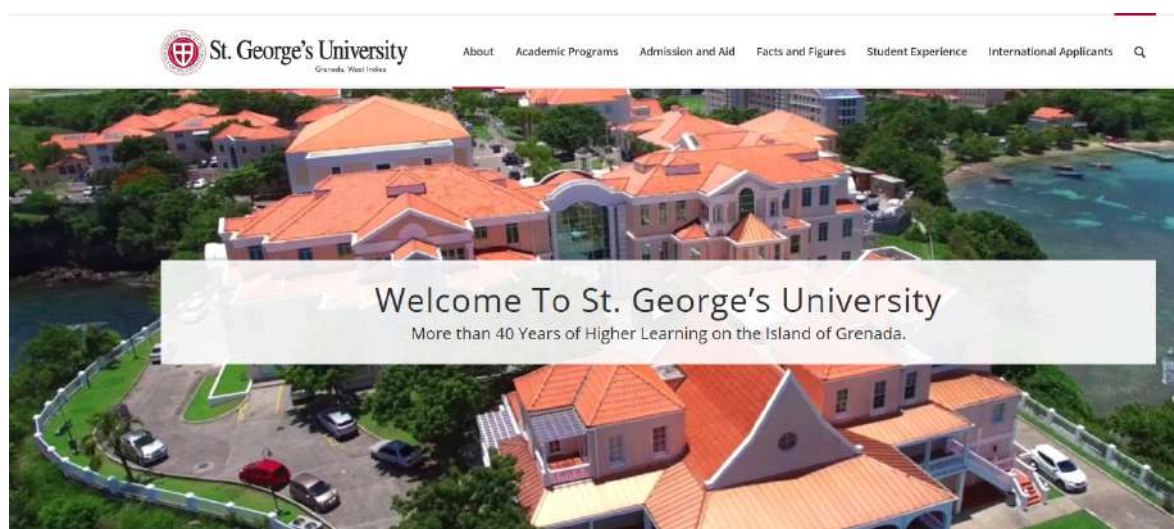 St. George's University
Grenada, West Indies
About Academic Programs Admission and Aid Facts and Figures Student Experience International Applicants
Welcome To St. George's University
More than 40 Years of Higher Learning on the Island of Grenada.